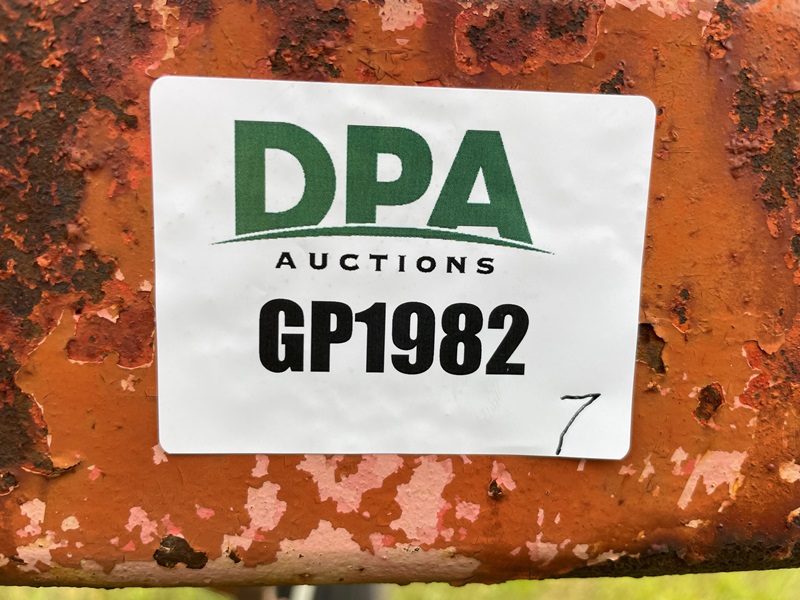 DPA
AUCTIONS
GP1982
7